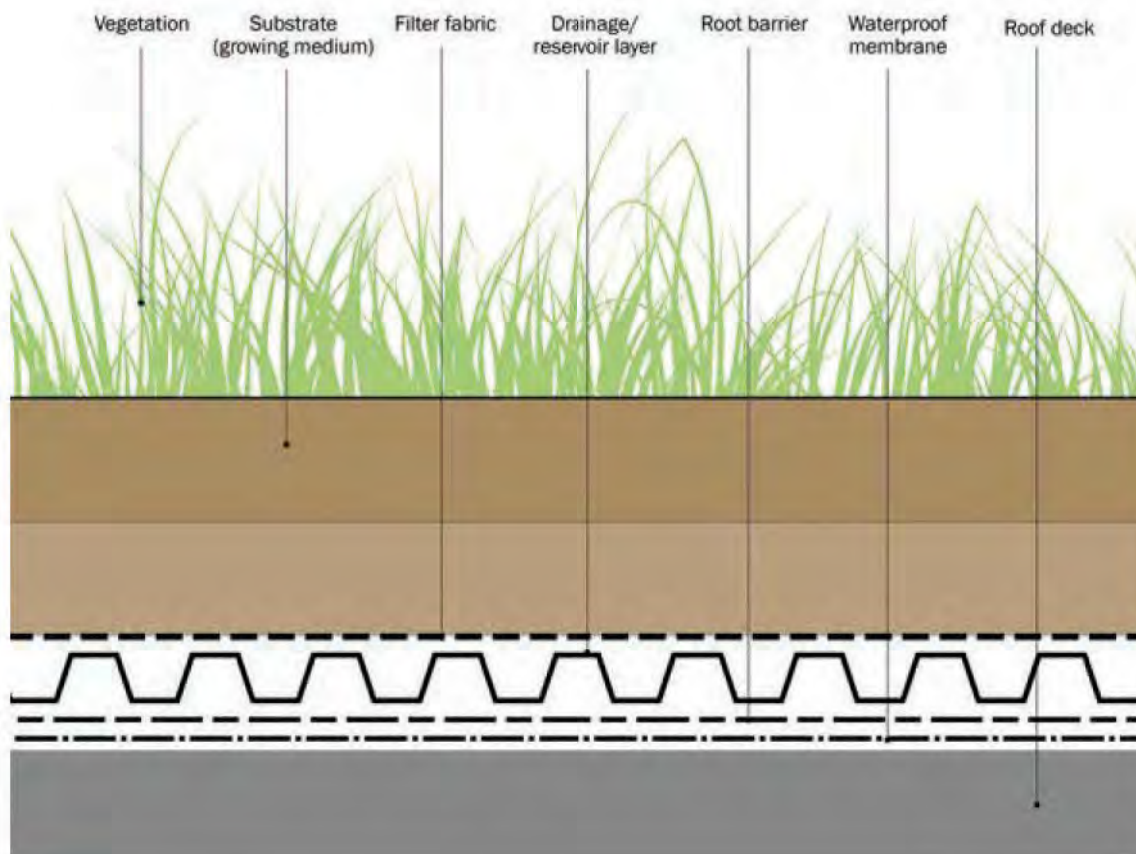 Vegetation
Substrate
(growing medium)
Filter fabric
Drainage/
reservoir layer
Root barrier
Waterproof
membrane
Roof deck